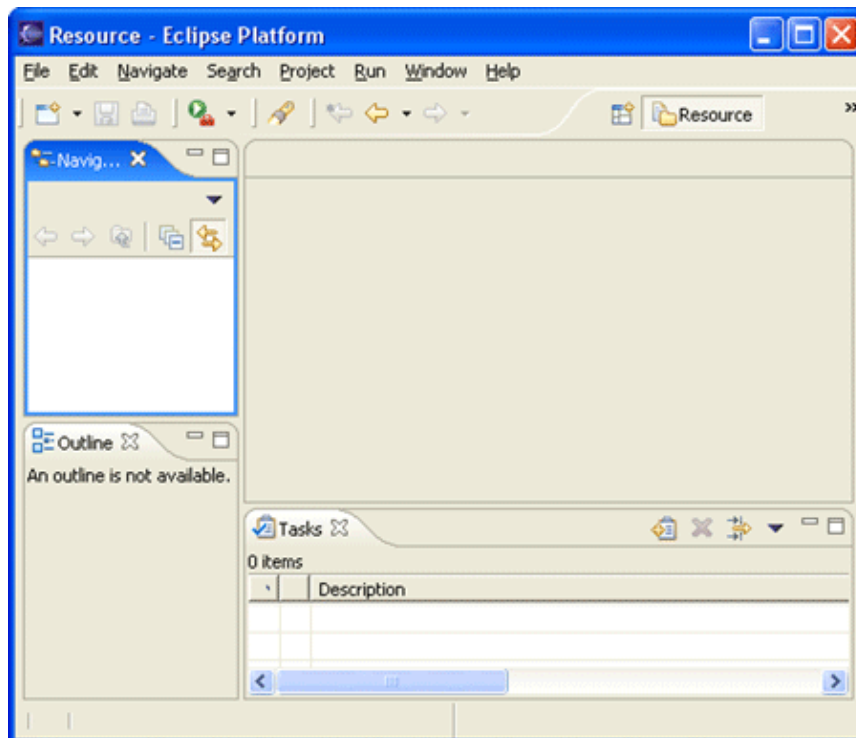 Resource - Eclipse Platform
File Edit Navigate Search Project Run Window Help
Resource
Navig...
Outline
An outline is not available.
Tasks
0 items
Description